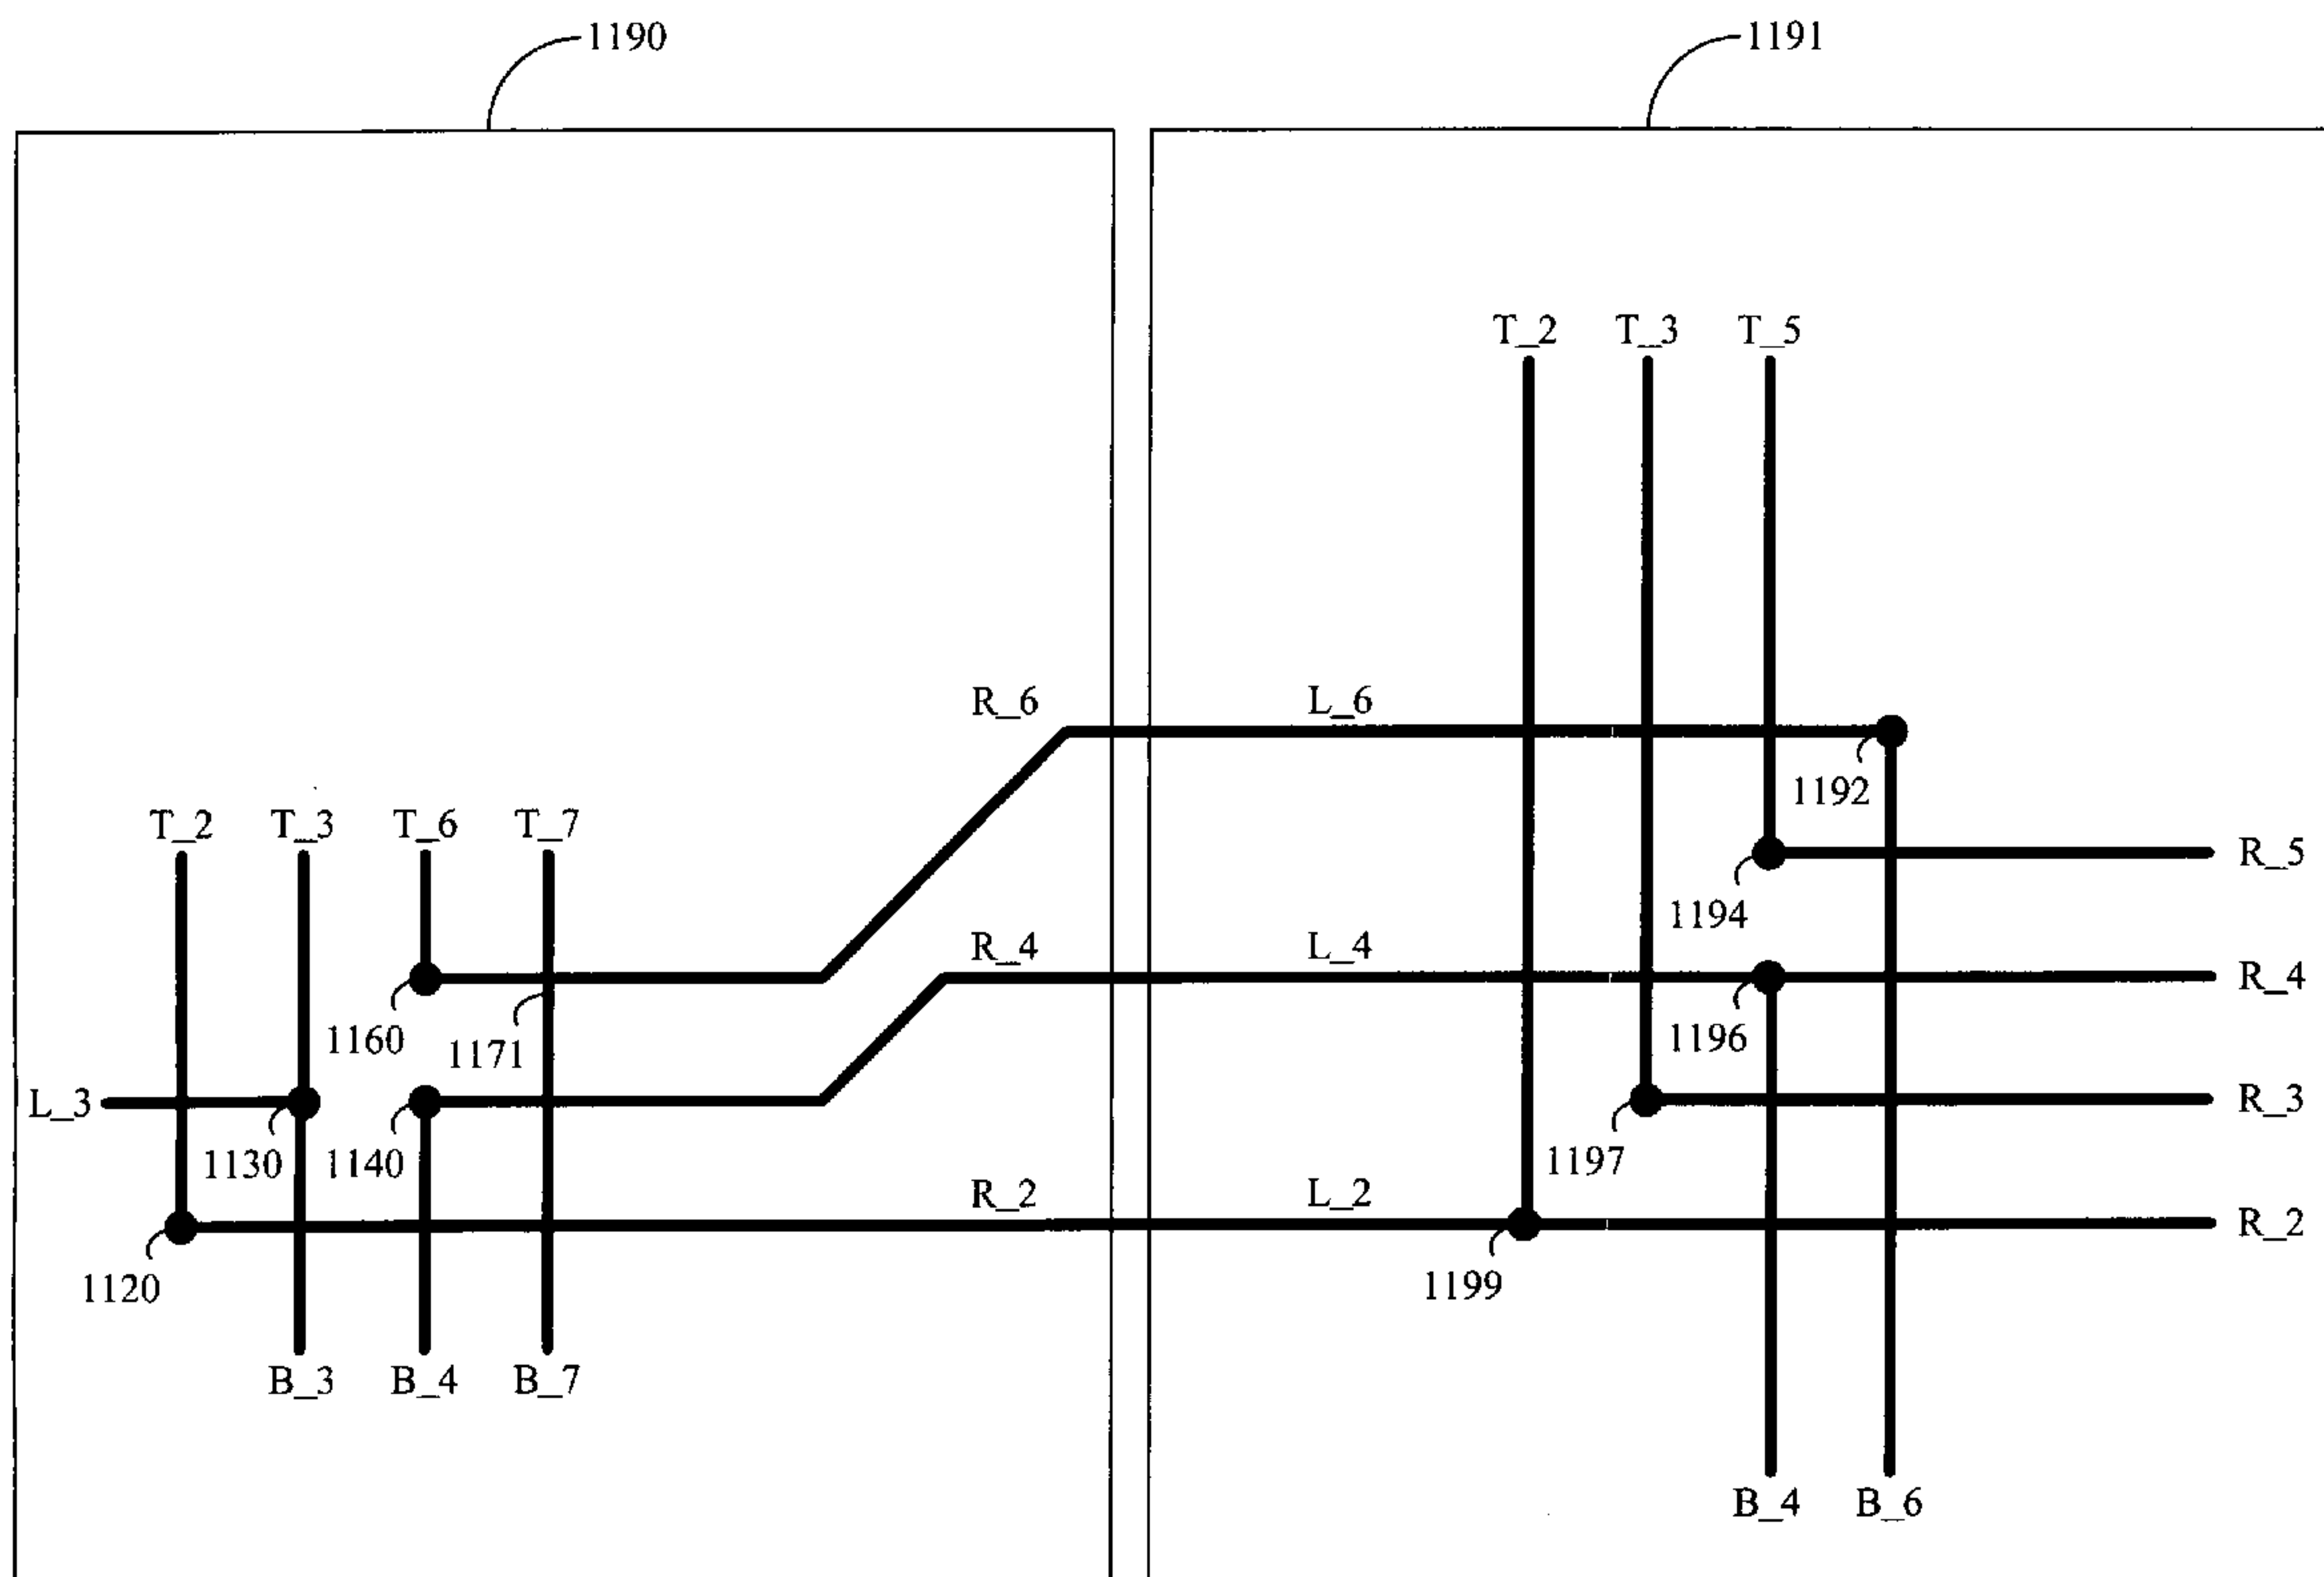 1190
1191
T_2 T_3 T_5
R_6 L_6
1192
T_2 T_3 T_6 T_7
R_5
1194
R_4 L_4
R_4
1160 1171 1196
L_3
R_3
1130 1140 1197
R_2 L_2
R_2
1120 1199
B_3 B_4 B_7
B_4 B_6